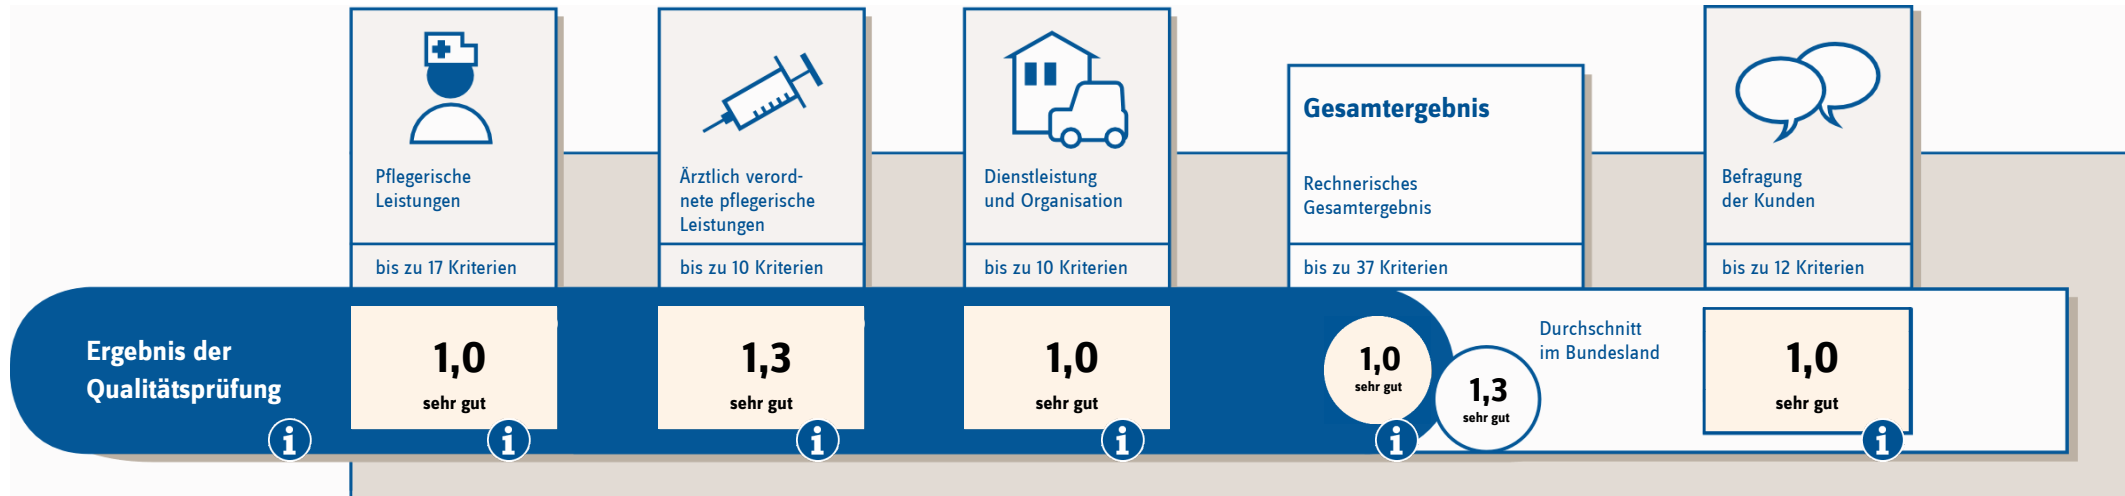 Pflegerische
Leistungen
bis zu 17 Kriterien
Ärztlich verord-
nete pflegerische
Leistungen
bis zu 10 Kriterien
Dienstleistung
und Organisation
bis zu 10 Kriterien
Gesamtergebnis
Rechnerisches
Gesamtergebnis
bis zu 37 Kriterien
Befragung
der Kunden
bis zu 12 Kriterien
Ergebnis der
Qualitätsprüfung
i
1,0
sehr gut
i
1,3
sehr gut
i
1,0
sehr gut
i
1,0
sehr gut
i
1,3
sehr gut
Durchschnitt
im Bundesland
1,0
sehr gut
i